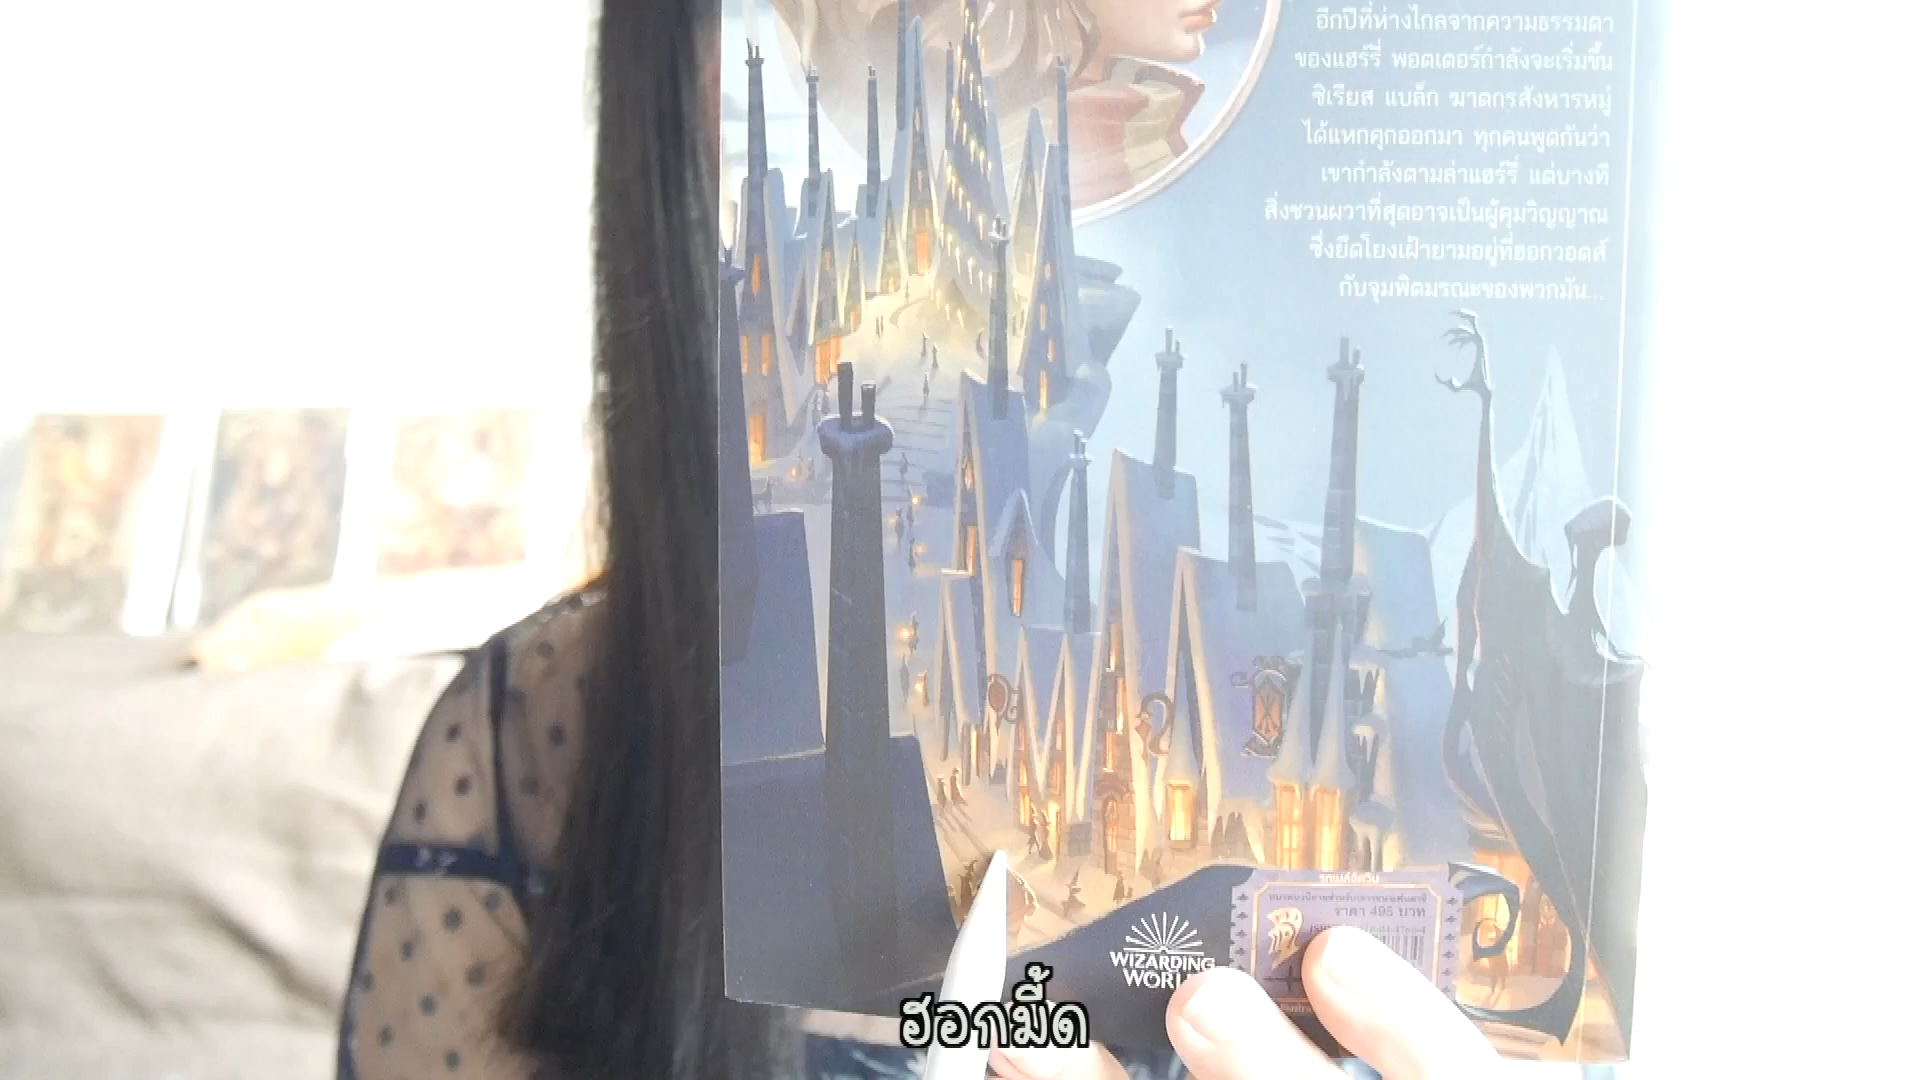 อีกปีที่ห่างไกลจากความธรรมดา
ของแฮร์รี่ พอตเตอร์กำลังจะเริ่มขึ้น
ซิเรียส แบล็ก ฆาตกรสังหารหมู่
ได้แหกคุกออกมา ทุกคนพูดกันว่า
เขากำลังตามล่าแฮร์รี่ แต่บางที
สิ่งชวนผวาที่สุดอาจเป็นผู้คุมวิญญาณ
ซึ่งยืดโยงเฝ้ายามอยู่ที่ฮอกวอตส์
กับจุมพิตมรณะของพวกมัน...
ราคา 495 บาท
WIZARDING
WORL
ฮอกมี้ด